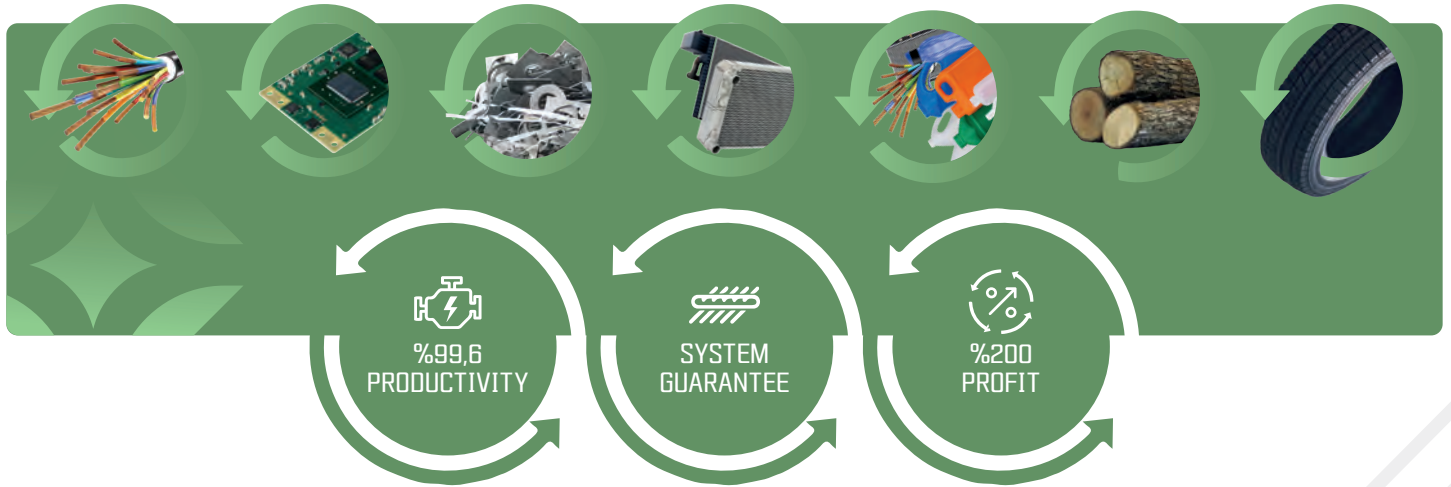 %99,6
PRODUCTIVITY
SYSTEM
GUARANTEE
%200
PROFIT